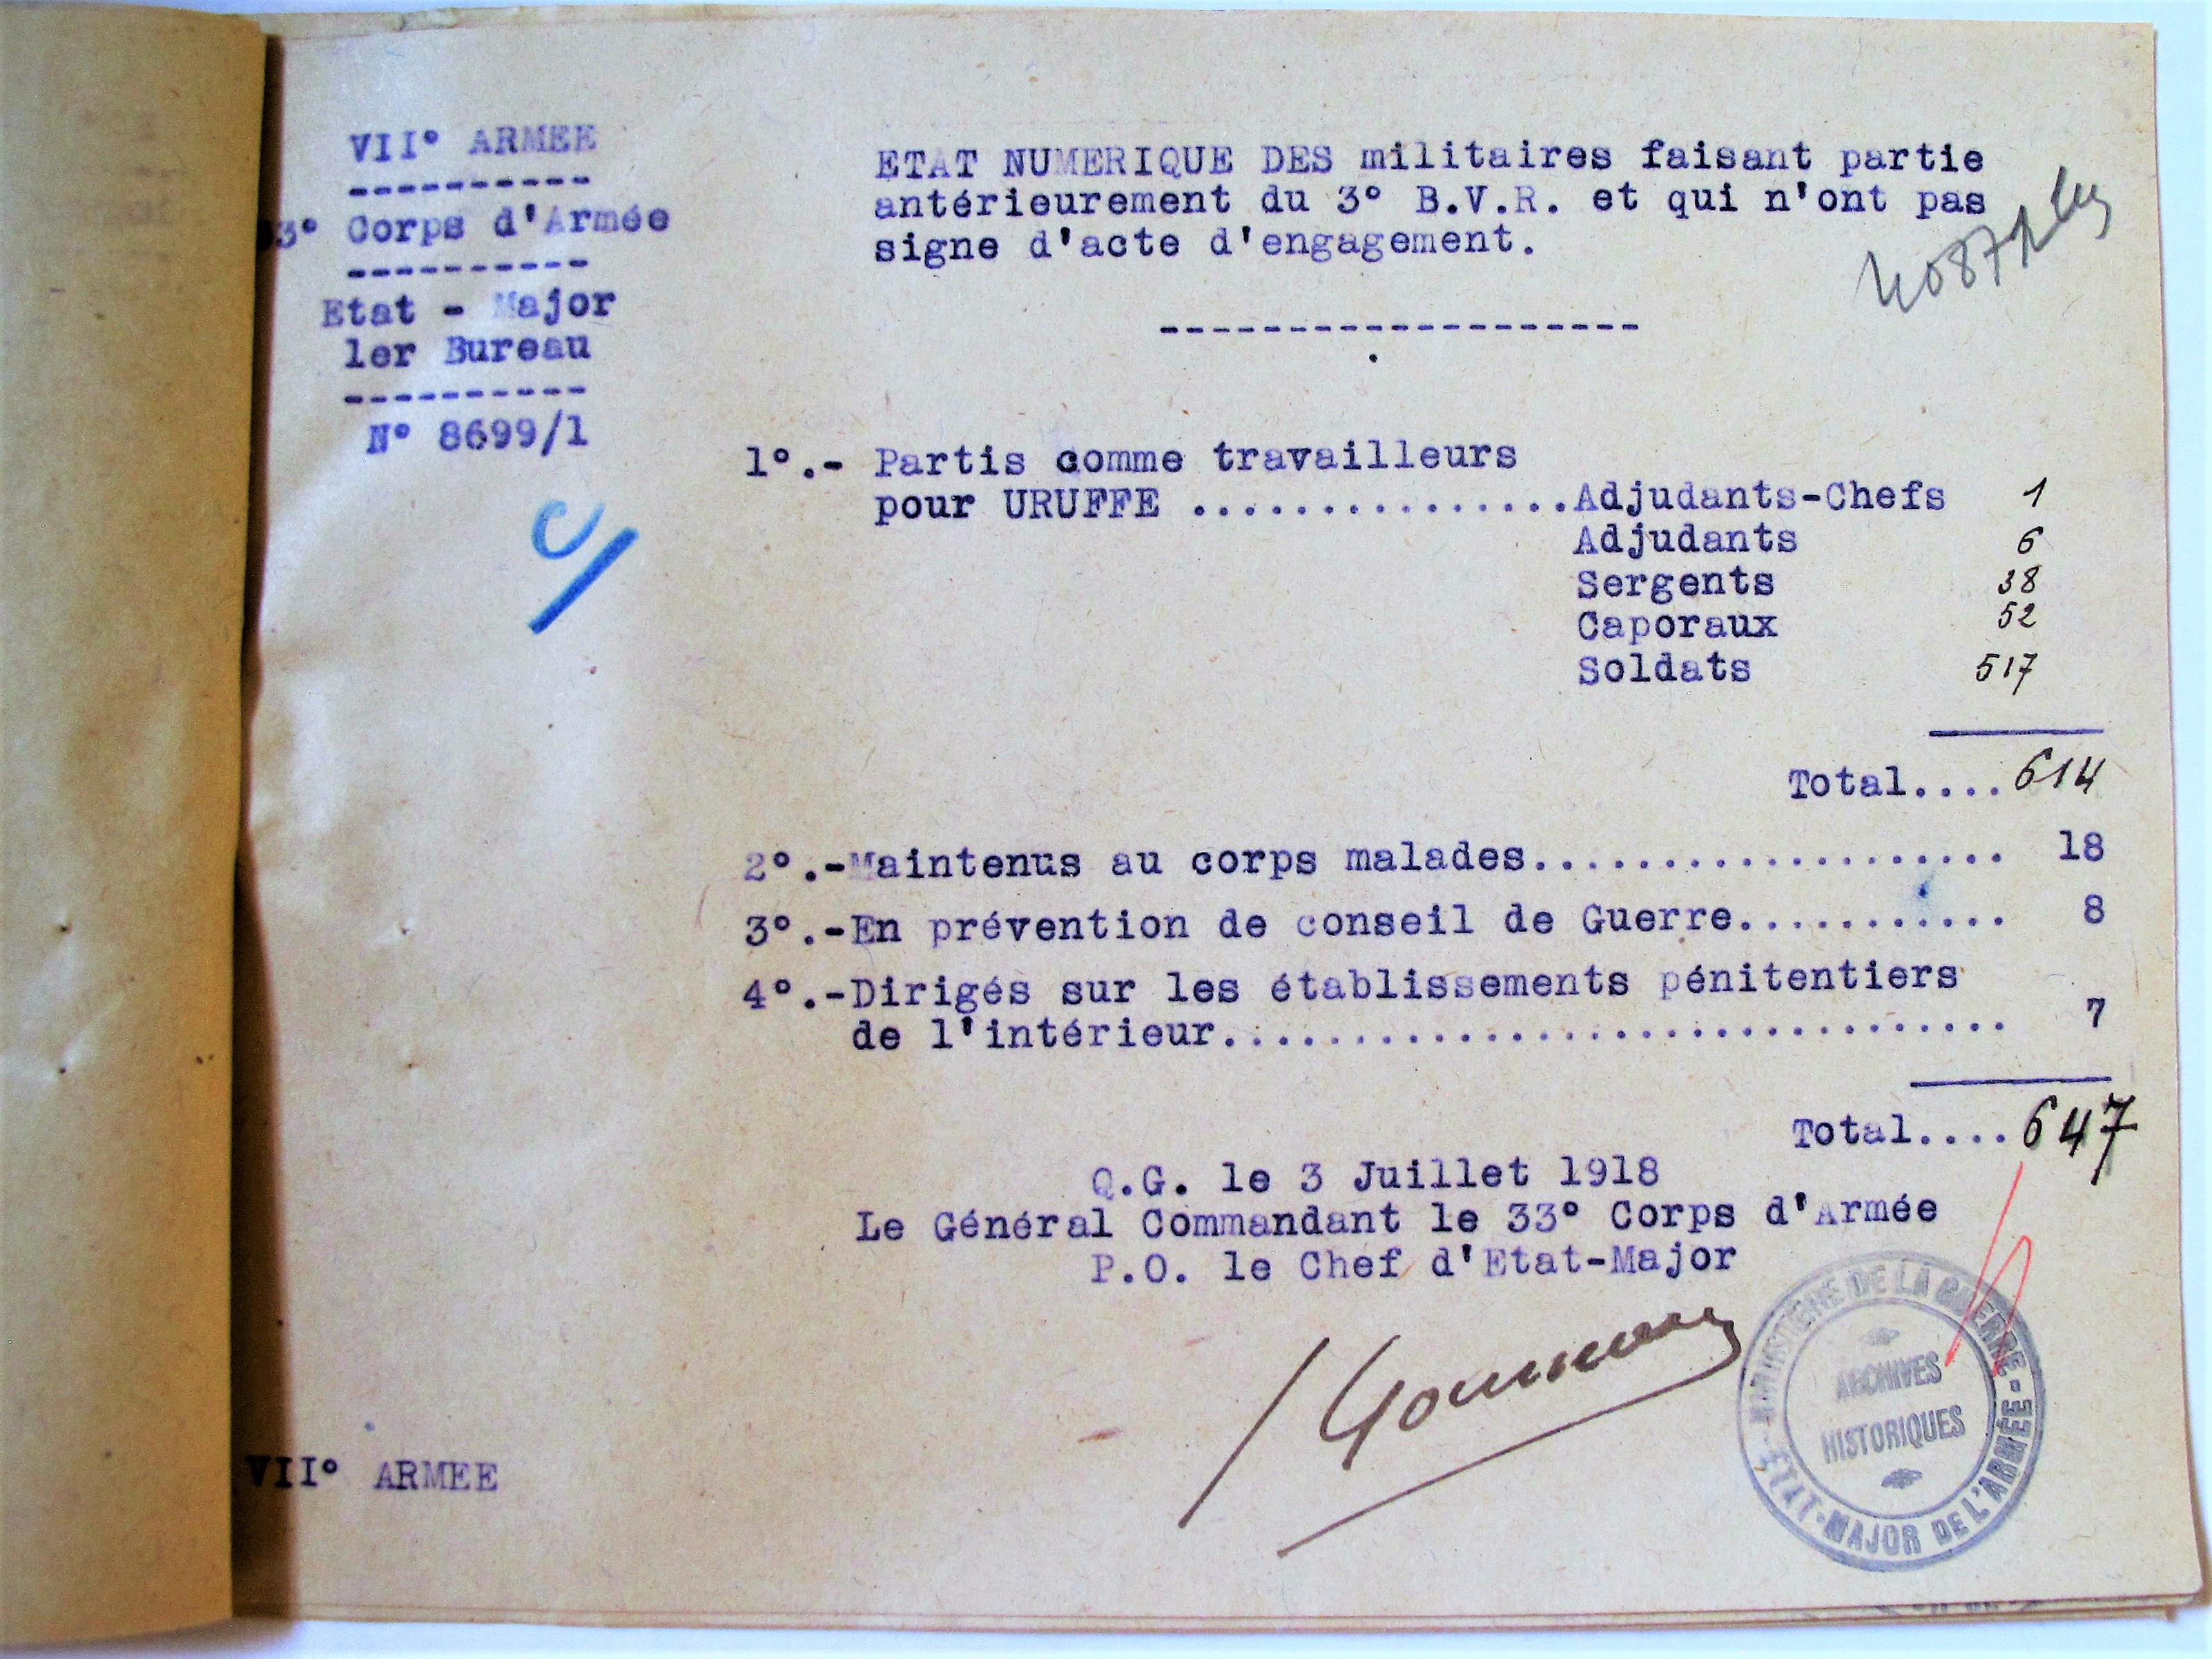 VII° ARMEE
----------
3° Corps d'Armée
----------
Etat - Major
1er Bureau
----------
N° 8699/1
ETAT NUMERIQUE DES militaires faisant partie
antérieurement du 3° B.V.R. et qui n'ont pas
signe d'acte d'engagement.
-------------------
1°.- Partis comme travailleurs
pour URUFFE ...............Adjudants-Chefs 1
Adjudants 6
Sergents 38
Caporaux 52
Soldats 517
Total.... 614
2°.-Maintenus au corps malades................... 18
3°.-En prévention de conseil de Guerre........... 8
4°.-Dirigés sur les établissements pénitentiers
de l'intérieur............................... 7
Total.... 647
Q.G. le 3 Juillet 1918
Le Général Commandant le 33° Corps d'Armée
P.O. le Chef d'Etat-Major
MINISTÈRE DE LA GUERRE
ARCHIVES
HISTORIQUES
ÉTAT-MAJOR DE L'ARMÉE
VII° ARMEE